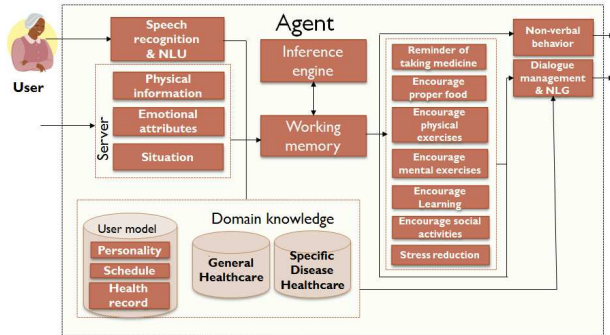 Agent
User
Speech
recognition
& NLU
Server
Physical
information
Emotional
attributes
Situation
Inference
engine
Working
memory
Reminder of
taking medicine
Encourage
proper food
Encourage
physical
exercises
Encourage
mental exercises
Encourage
Learning
Encourage social
activities
Stress reduction
Non-verbal
behavior
Dialogue
management
& NLG
User model
Personality
Schedule
Health
record
Domain knowledge
General
Healthcare
Specific
Disease
Healthcare